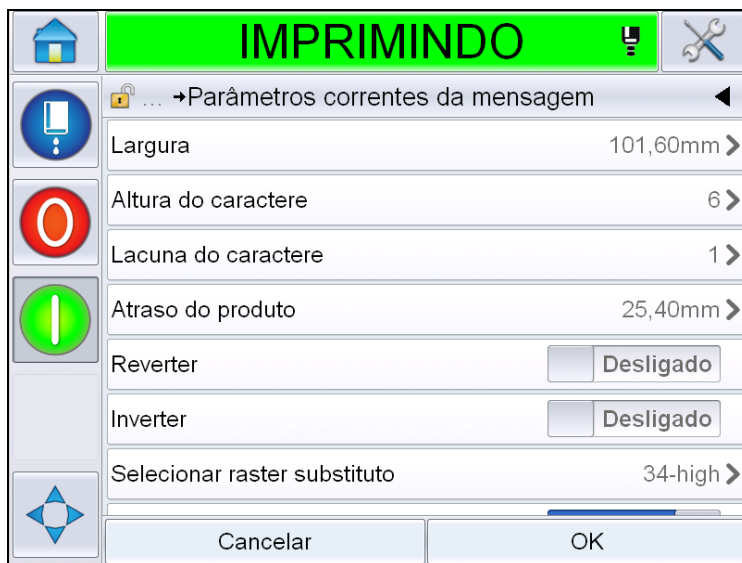 IMPRIMINDO
... →Parâmetros correntes da mensagem
Largura 101,60mm
Altura do caractere 6
Lacuna do caractere 1
Atraso do produto 25,40mm
Reverter Desligado
Inverter Desligado
Selecionar raster substituto 34-high
Cancelar OK